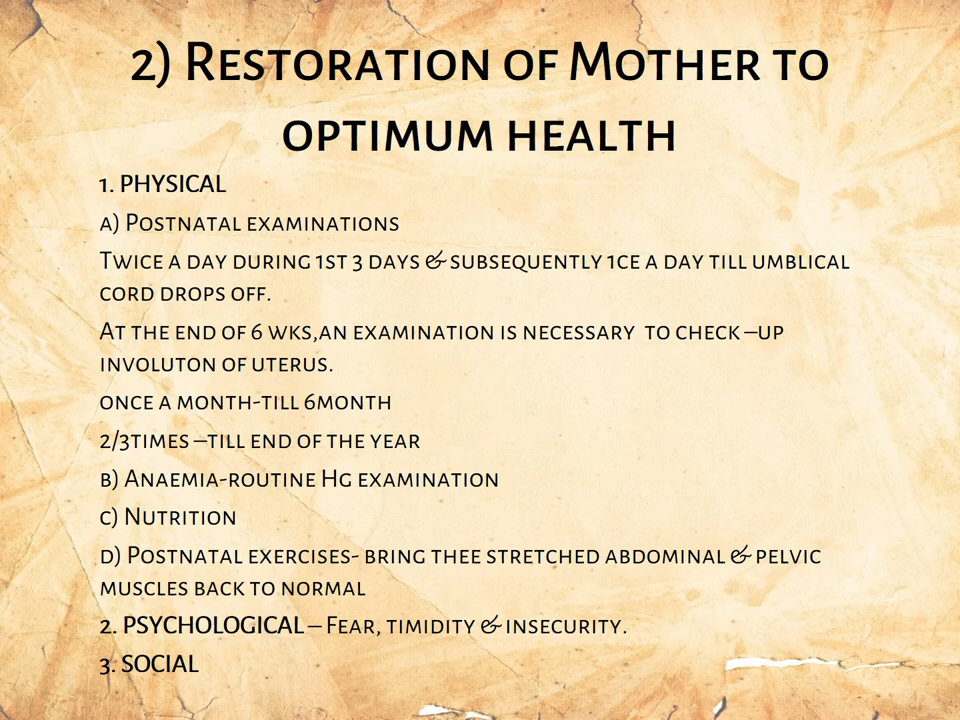 2) Restoration of Mother to
optimum health
1. PHYSICAL
a) Postnatal examinations
Twice a day during 1st 3 days & subsequently 1ce a day till umblical
cord drops off.
At the end of 6 wks,an examination is necessary to check –up
involuton of uterus.
once a month-till 6month
2/3times –till end of the year
b) Anaemia-routine Hg examination
c) Nutrition
d) Postnatal exercises- bring thee stretched abdominal & pelvic
muscles back to normal
2. PSYCHOLOGICAL – Fear, timidity & insecurity.
3. SOCIAL